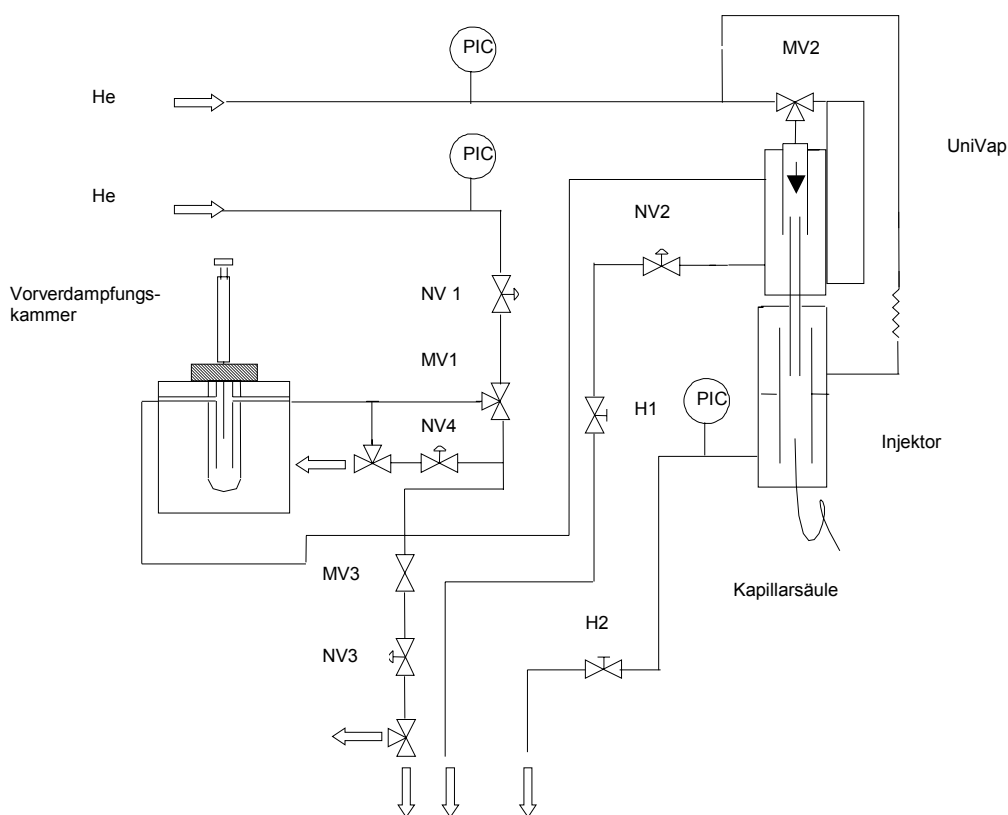 PIC
MV2
He
UniVap
PIC
He
NV2
Vorverdampfungs-
kammer
NV 1
MV1
PIC
H1
NV4
Injektor
MV3
Kapillarsäule
H2
NV3